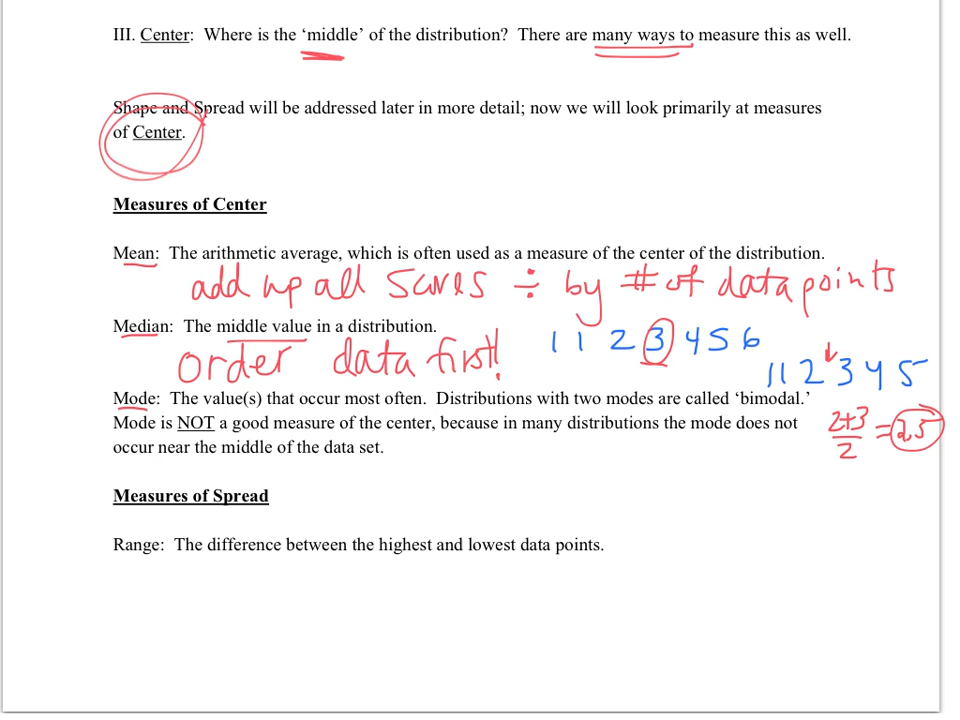 III. Center: Where is the ‘middle’ of the distribution? There are many ways to measure this as well.
Shape and Spread will be addressed later in more detail; now we will look primarily at measures
of Center.
Measures of Center
Mean: The arithmetic average, which is often used as a measure of the center of the distribution.
add up all scores ÷ by # of data points
Median: The middle value in a distribution.
1 1 2 3 4 5 6
order data first!
1 1 2 3 4 5
Mode: The value(s) that occur most often. Distributions with two modes are called ‘bimodal.’
Mode is NOT a good measure of the center, because in many distributions the mode does not
2+3
2
=2.5
occur near the middle of the data set.
Measures of Spread
Range: The difference between the highest and lowest data points.